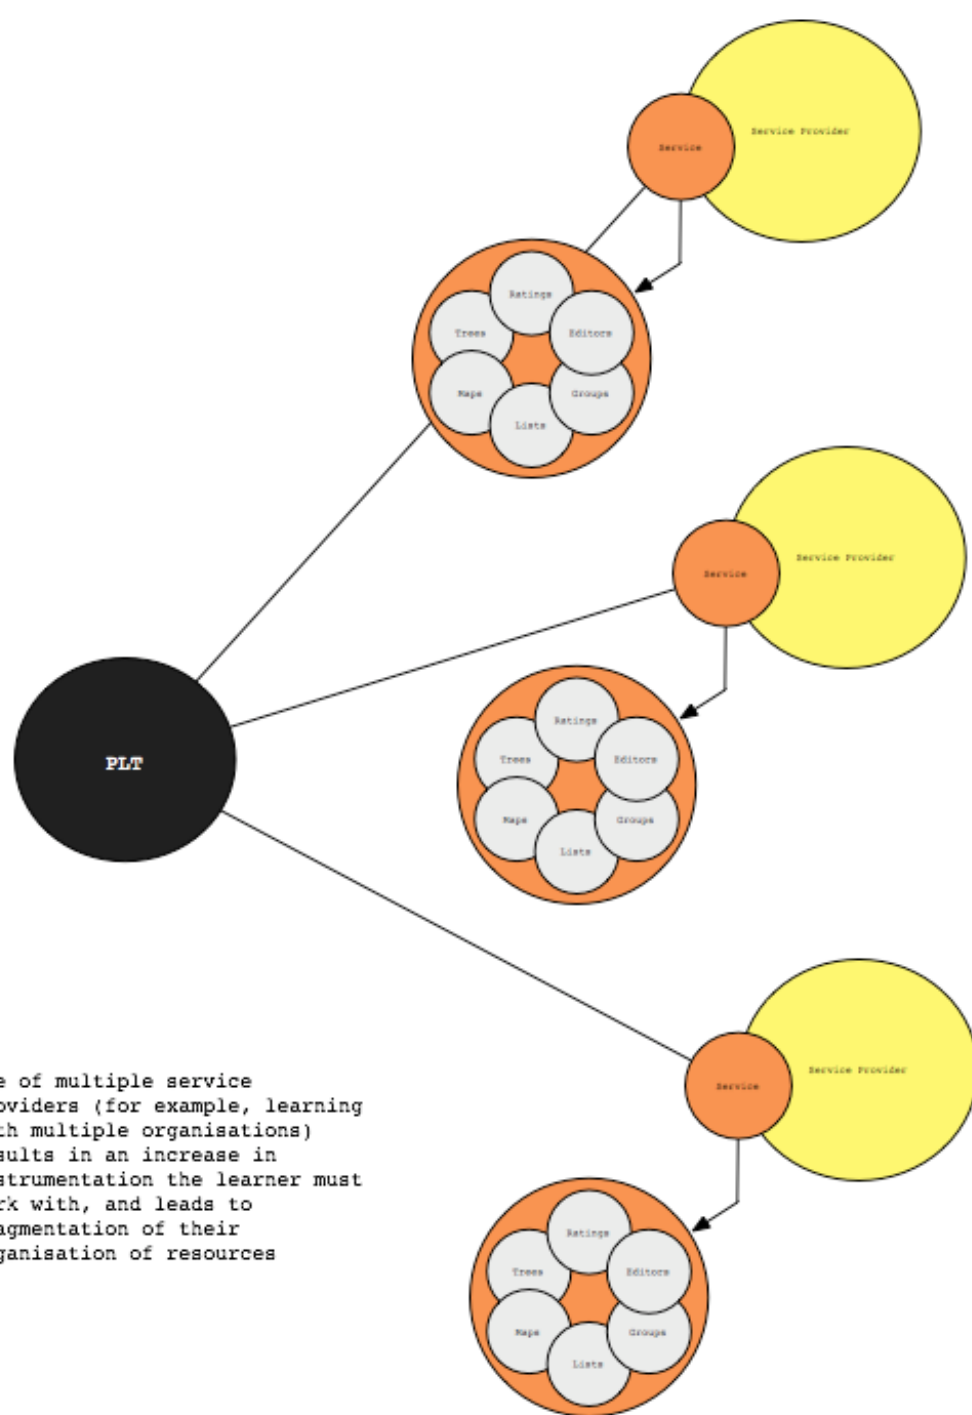 Service Provider
Service
Ratings
Trees
Editors
Maps
Groups
Lists
Service Provider
Service
Ratings
Trees
Editors
Maps
Groups
Lists
PLT
Service Provider
Service
e of multiple service
oviders (for example, learning
th multiple organisations)
sults in an increase in
strumentation the learner must
rk with, and leads to
agmentation of their
ganisation of resources
Ratings
Trees
Editors
Maps
Groups
Lists